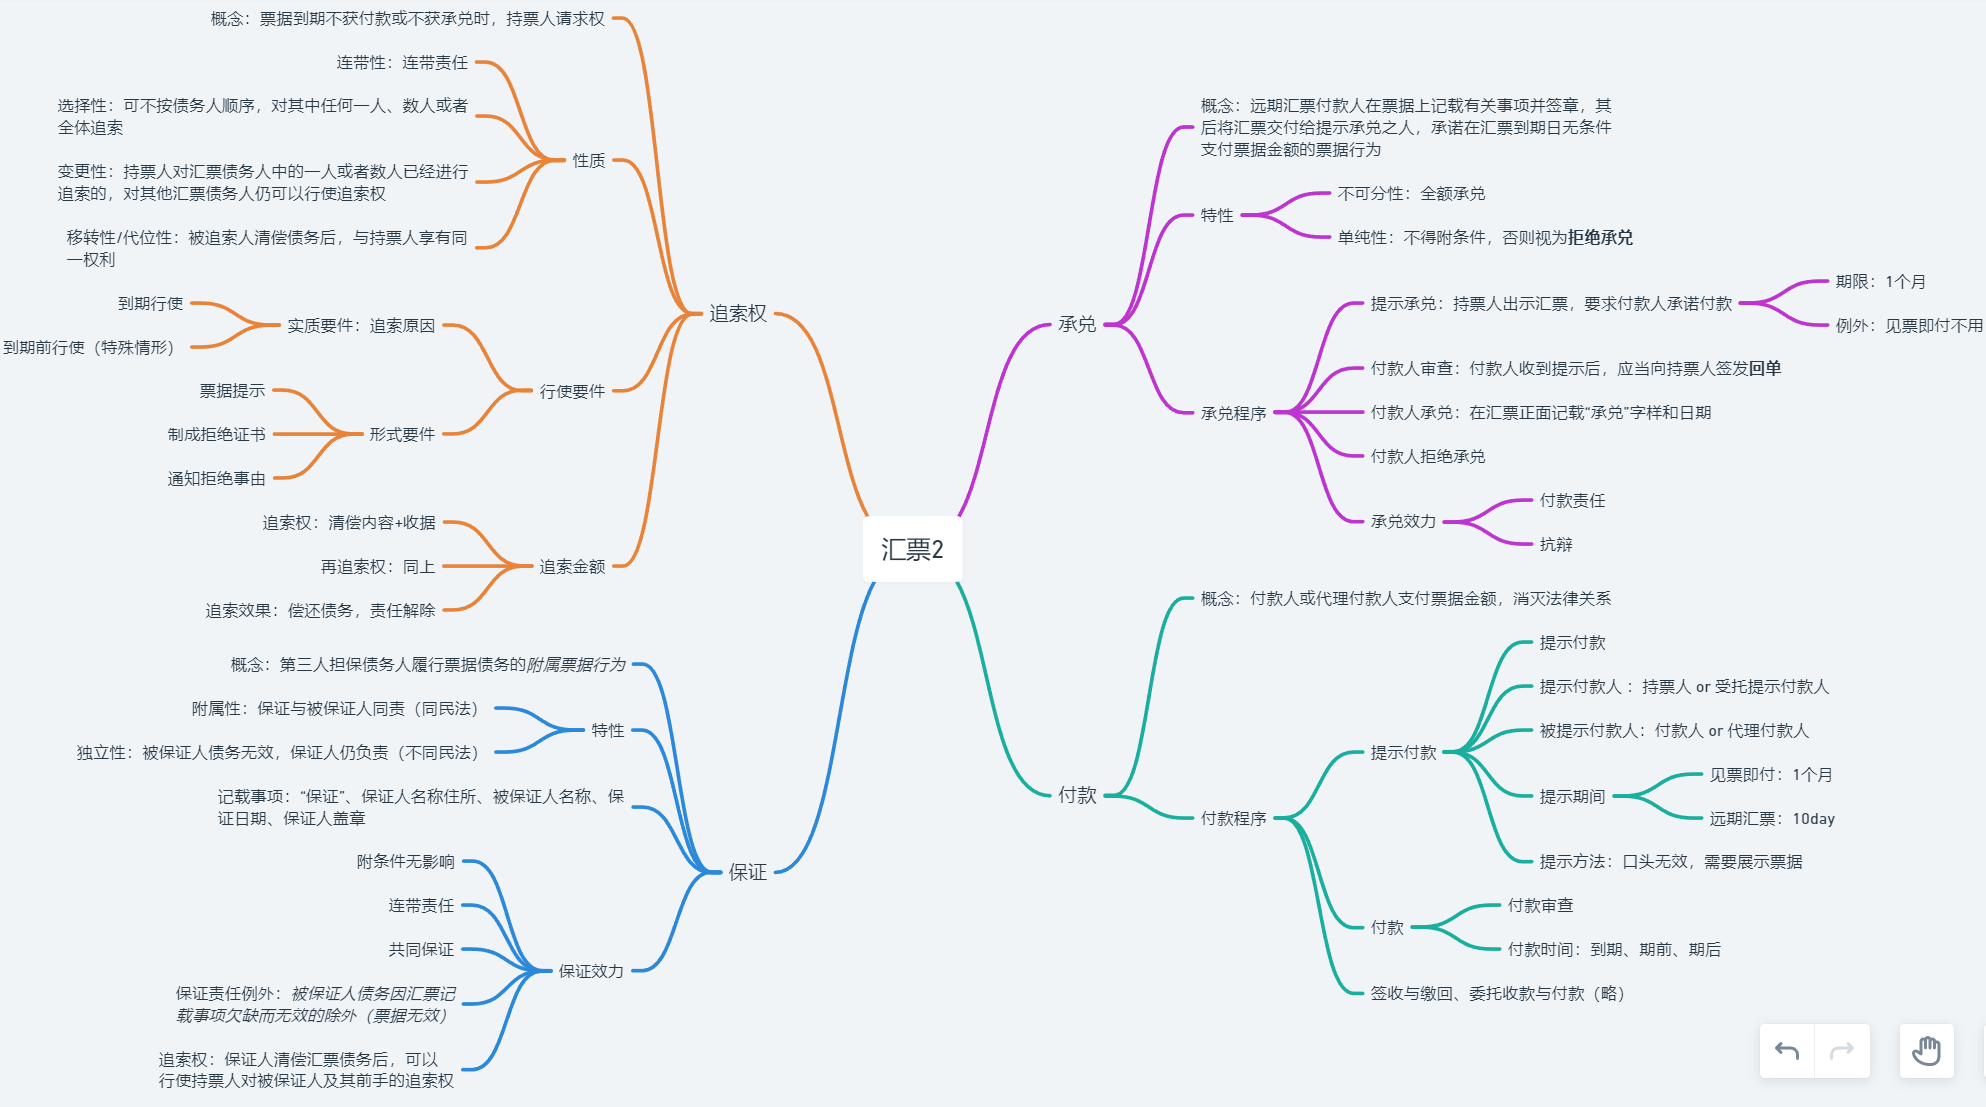 汇票2
承兑
概念：远期汇票付款人在票据上记载有关事项并签章，其
后将汇票交付给提示承兑之人，承诺在汇票到期日无条件
支付票据金额的票据行为
特性
不可分性：全额承兑
单纯性：不得附条件，否则视为拒绝承兑
承兑程序
提示承兑：持票人出示汇票，要求付款人承诺付款
期限：1个月
例外：见票即付不用
付款人审查：付款人收到提示后，应当向持票人签发回单
付款人承兑：在汇票正面记载“承兑”字样和日期
付款人拒绝承兑
承兑效力
付款责任
抗辩
付款
概念：付款人或代理付款人支付票据金额，消灭法律关系
付款程序
提示付款
提示付款
提示付款人 ：持票人 or 受托提示付款人
被提示付款人：付款人 or 代理付款人
提示期间
见票即付：1个月
远期汇票：10day
提示方法：口头无效，需要展示票据
付款
付款审查
付款时间：到期、期前、期后
签收与缴回、委托收款与付款（略）
追索权
概念：票据到期不获付款或不获承兑时，持票人请求权
性质
连带性：连带责任
选择性：可不按债务人顺序，对其中任何一人、数人或者
全体追索
变更性：持票人对汇票债务人中的一人或者数人已经进行
追索的，对其他汇票债务人仍可以行使追索权
移转性/代位性：被追索人清偿债务后，与持票人享有同
一权利
行使要件
实质要件：追索原因
到期行使
到期前行使（特殊情形）
形式要件
票据提示
制成拒绝证书
通知拒绝事由
追索金额
追索权：清偿内容+收据
再追索权：同上
追索效果：偿还债务，责任解除
保证
概念：第三人担保债务人履行票据债务的附属票据行为
特性
附属性：保证与被保证人同责（同民法）
独立性：被保证人债务无效，保证人仍负责（不同民法）
记载事项：“保证”、保证人名称住所、被保证人名称、保
证日期、保证人盖章
保证效力
附条件无影响
连带责任
共同保证
保证责任例外：被保证人债务因汇票记
载事项欠缺而无效的除外（票据无效）
追索权：保证人清偿汇票债务后，可以
行使持票人对被保证人及其前手的追索权